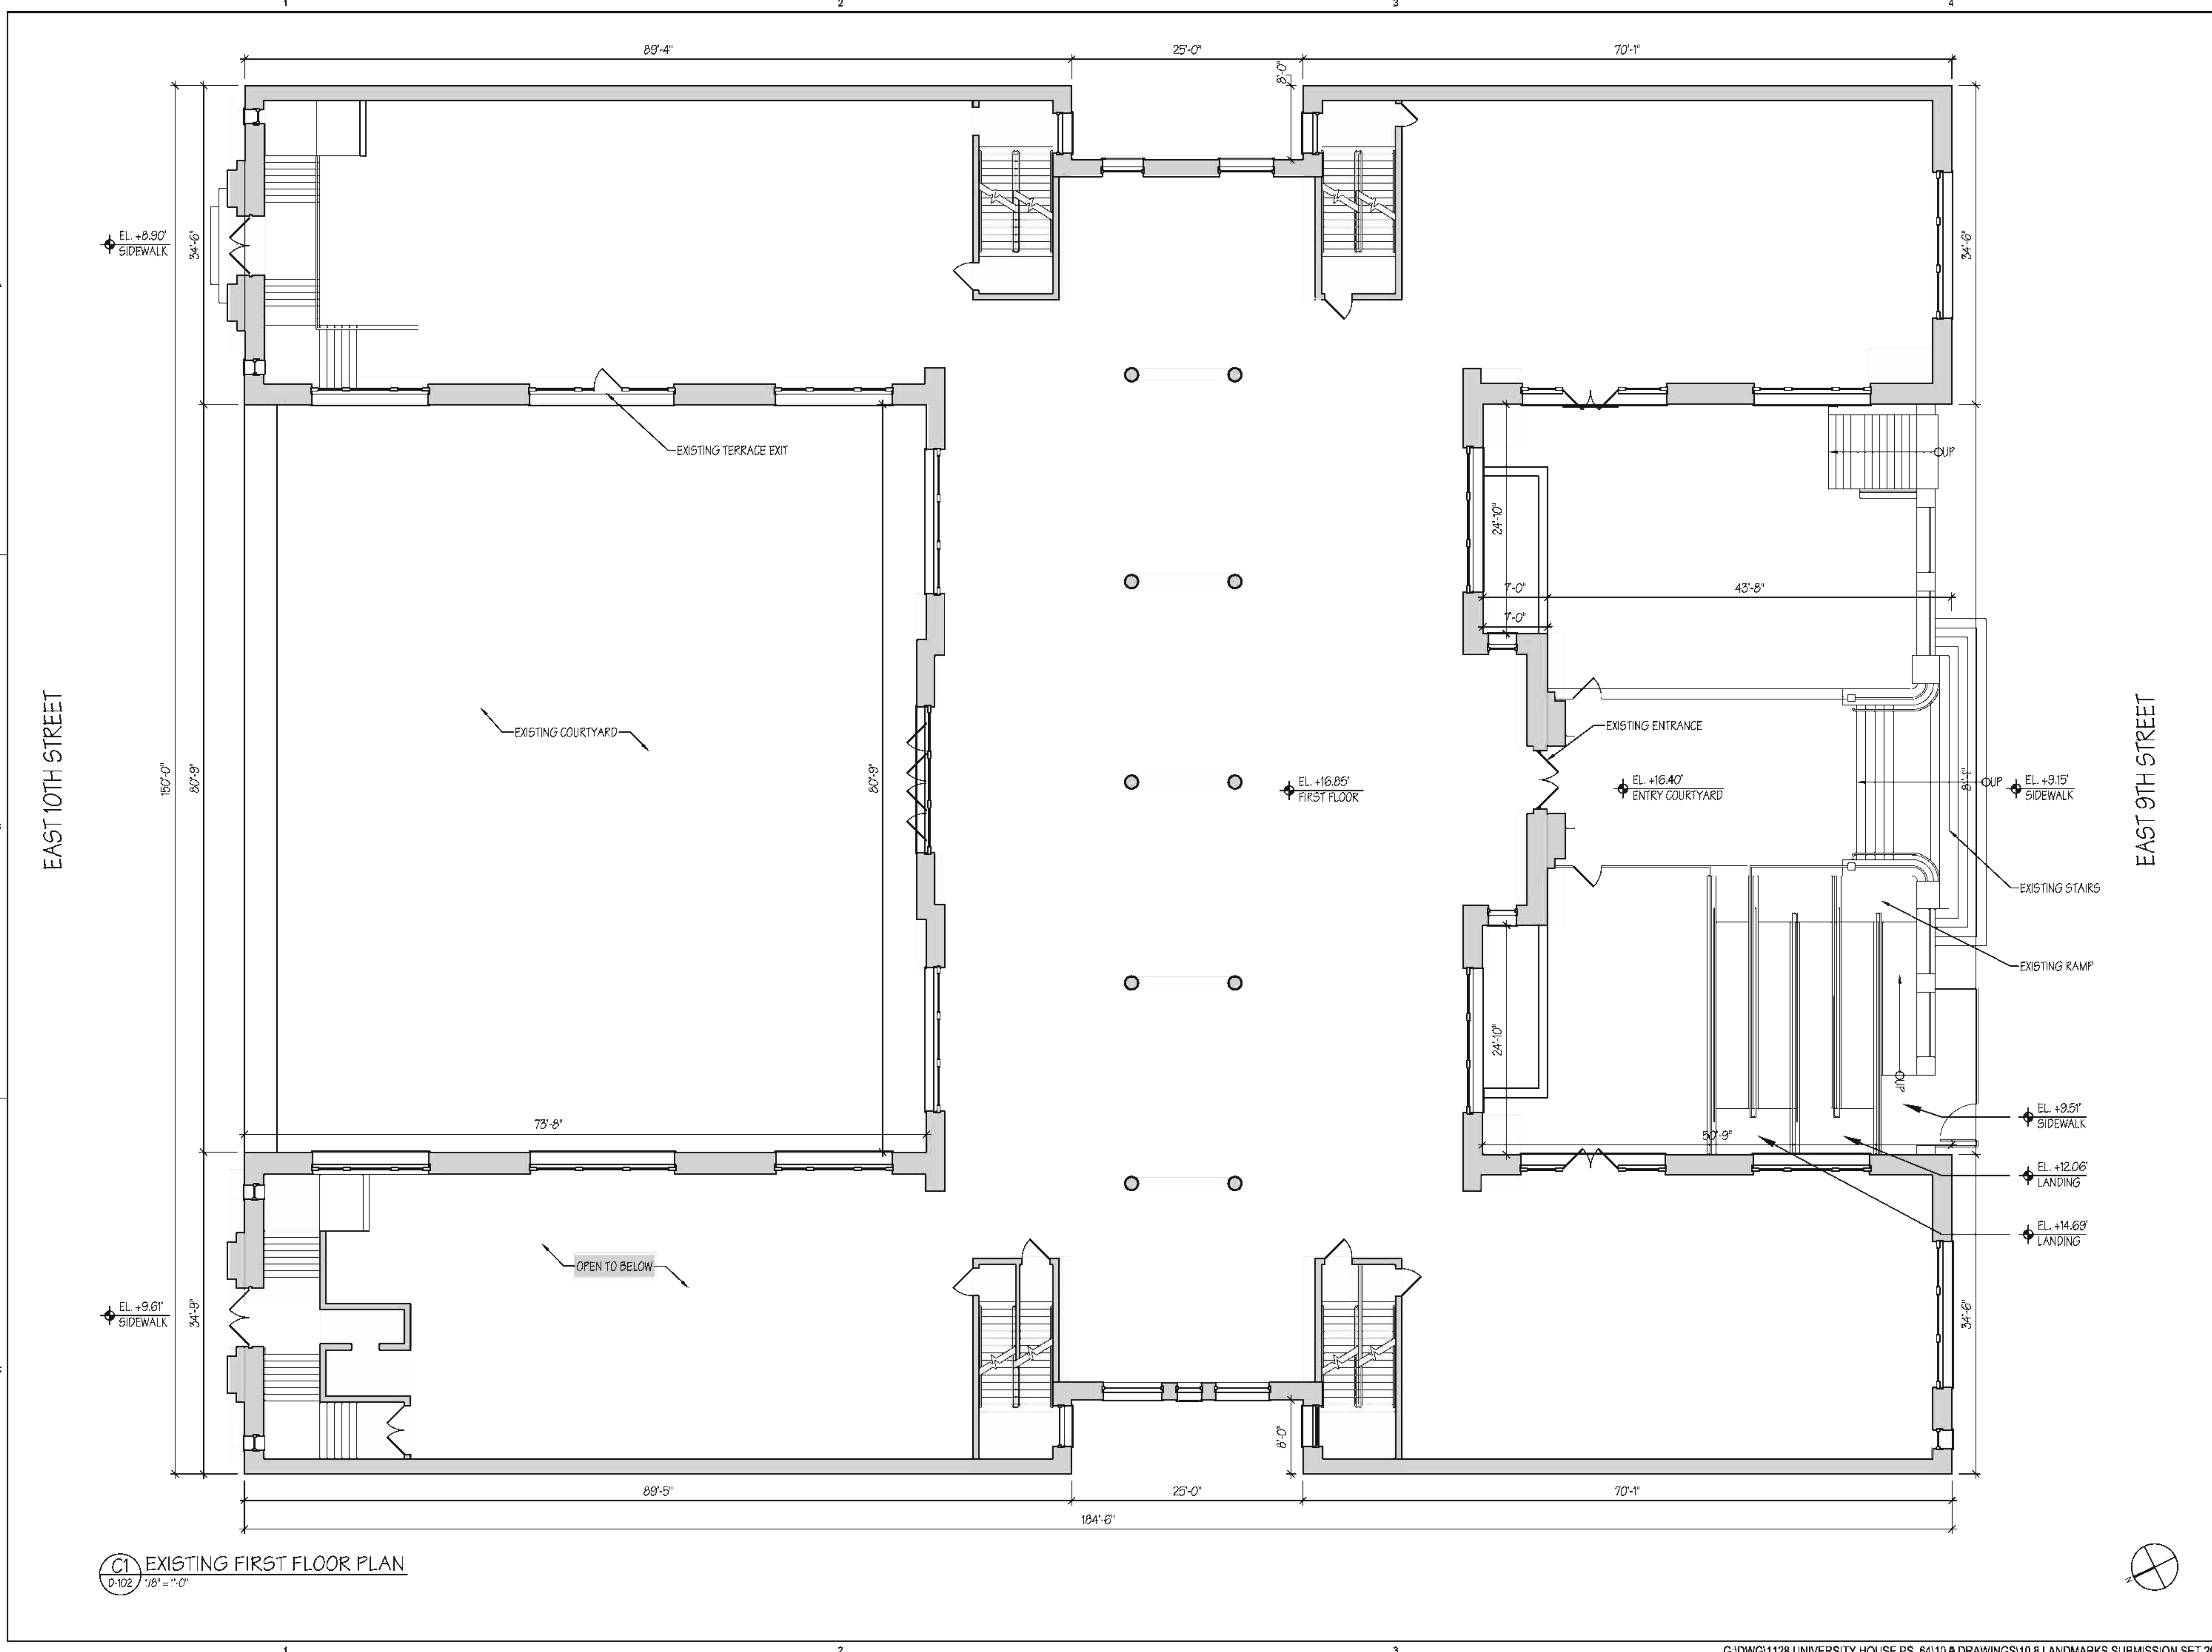 1
2
3
4
89'-4"
25'-0"
70'-1"
8'-0"
EL. +8.90'
SIDEWALK
34'-6"
34'-6"
EXISTING TERRACE EXIT
UP
24'-10"
7'-0"
43'-8"
7'-0"
EAST 10TH STREET
150'-0"
80'-9"
EXISTING COURTYARD
80'-9"
EL. +16.85'
FIRST FLOOR
EXISTING ENTRANCE
EL. +16.40'
ENTRY COURTYARD
UP
EL. +9.15'
SIDEWALK
EAST 9TH STREET
EXISTING STAIRS
EXISTING RAMP
24'-10"
UP
73'-8"
50'-9"
EL. +9.51'
SIDEWALK
EL. +12.06'
LANDING
EL. +14.69'
LANDING
OPEN TO BELOW
EL. +9.61'
SIDEWALK
34'-9"
34'-6"
8'-0"
89'-5"
25'-0"
70'-1"
184'-6"
C1 EXISTING FIRST FLOOR PLAN
D-102
N
1
2
3